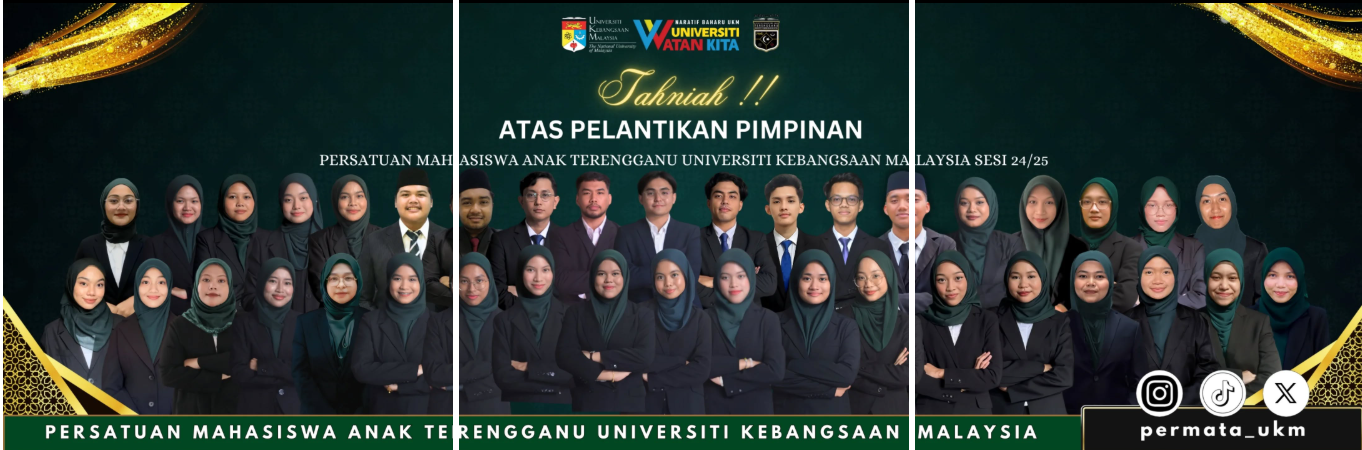 UNIVERSITI
KEBANGSAAN
MALAYSIA
The National University
of Malaysia
NARATIF BAHARU UKM
UNIVERSITI
WATAN KITA
Tahniah !!
ATAS PELANTIKAN PIMPINAN
PERSATUAN MAHASISWA ANAK TERENGGANU UNIVERSITI KEBANGSAAN MALAYSIA SESI 24/25
PERSATUAN MAHASISWA ANAK TERENGGANU UNIVERSITI KEBANGSAAN MALAYSIA
permata_ukm